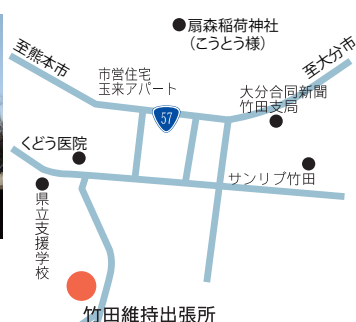 扇森稲荷神社
(こうとう様)
至熊本市
至大分市
市営住宅
玉来アパート
大分合同新聞
竹田支局
57
くどう医院
サンリブ竹田
県立支援学校
竹田維持出張所